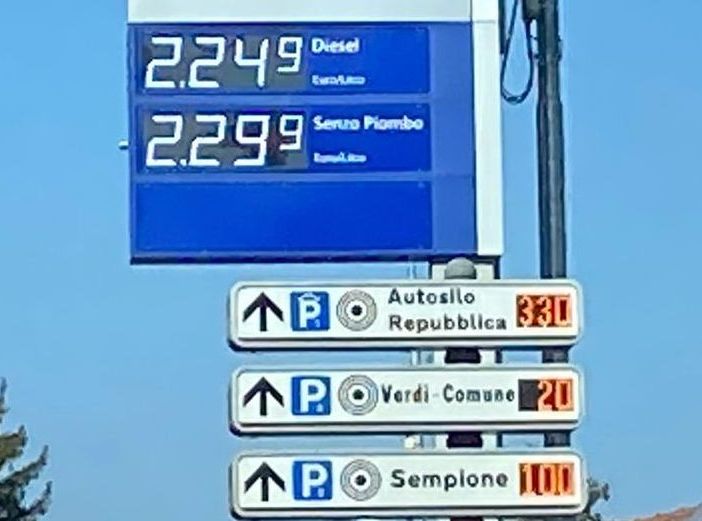 2.249 Diesel
Euro/Litro
2.299 Senza Piombo
Euro/Litro
P Autosilo
Repubblica 330
P Verdi-Comune 20
P Sempione 100